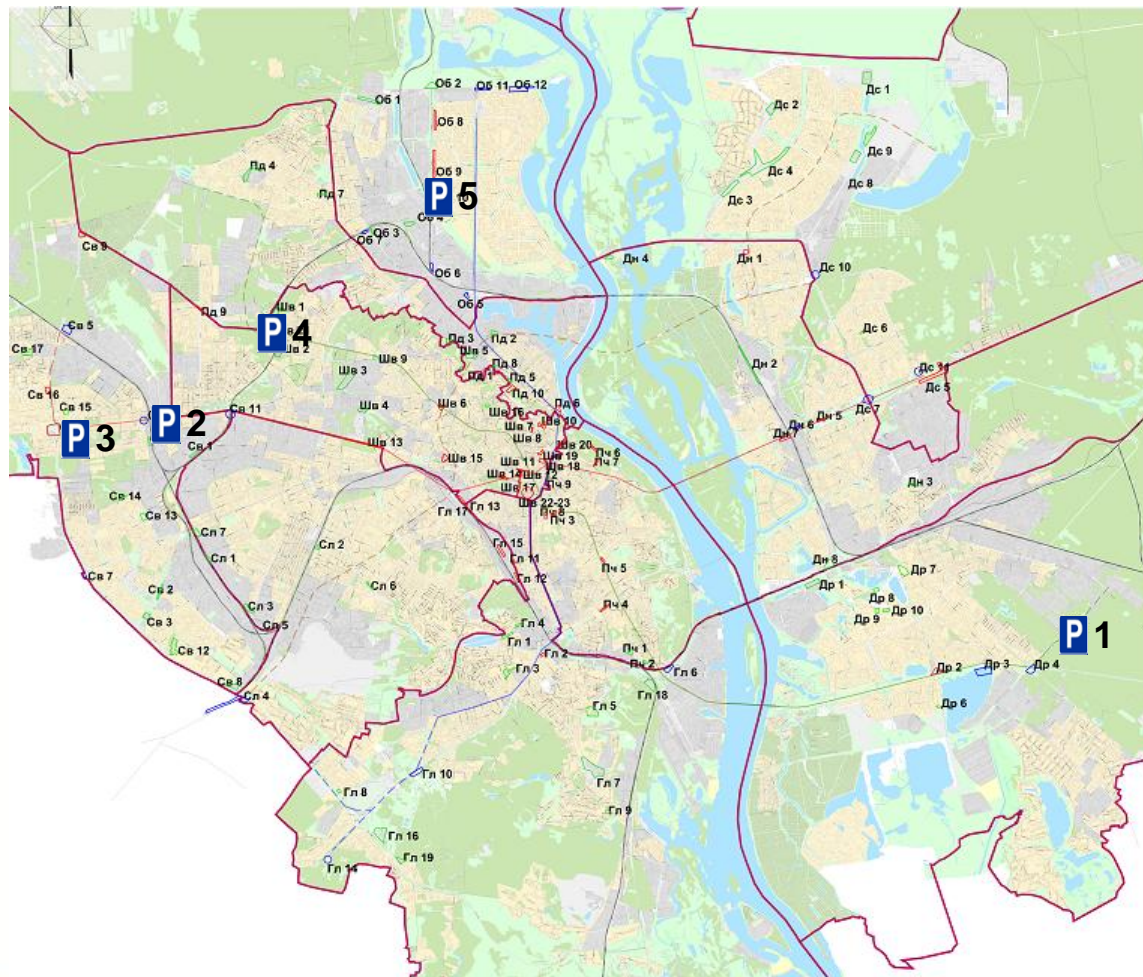 Об 2
Об 11
Об 12
Об 1
Дс 1
Дс 2
Об 8
Дс 9
Пд 4
Об 9
Дс 4
Дс 8
Пд 7
P 5
Дс 3
Об 3
Об 7
Св 9
Дн 1
Дн 4
Об 6
Дс 10
Об 5
Шв 1
Пд 9
Св 5
P 4
Дс 6
Пд 3
Пд 2
Св 17
Шв 2
Шв 5
Шв 9
Пд 8
Дн 2
Шв 3
Пд 1
Пд 5
Дс 11
Дс 5
Св 16
Пд 10
Св 15
Шв 4
Шв 6
Пд 6
Дс 7
Св 11
Шв 16
P 2
Шв 7
Шв 10
Дн 5
Дн 6
P 3
Шв 8
Дн 7
Св 1
Шв 13
Шв 20
Пч 6
Шв 15
Шв 11
Шв 19
Пч 7
Шв 18
Шв 14
Шв 12
Дн 3
Шв 17
Пч 9
Св 14
Гл 13
Шв 22-23
Св 13
Гл 17
Пч 8
Пч 3
Сл 7
Сл 2
Гл 15
Сл 1
Гл 11
Дн 8
Св 7
Гл 12
Пч 5
Др 7
Св 2
Сл 6
Др 1
Др 8
Сл 3
Пч 4
Др 10
Св 3
Сл 5
Гл 4
Др 9
P 1
Гл 1
Св 12
Гл 2
Пч 1
Пч 2
Гл 3
Гл 6
Др 2
Др 3
Др 4
Св 8
Сл 4
Гл 18
Гл 5
Др 6
Гл 10
Гл 7
Гл 8
Гл 9
Гл 16
Гл 19
Гл 14